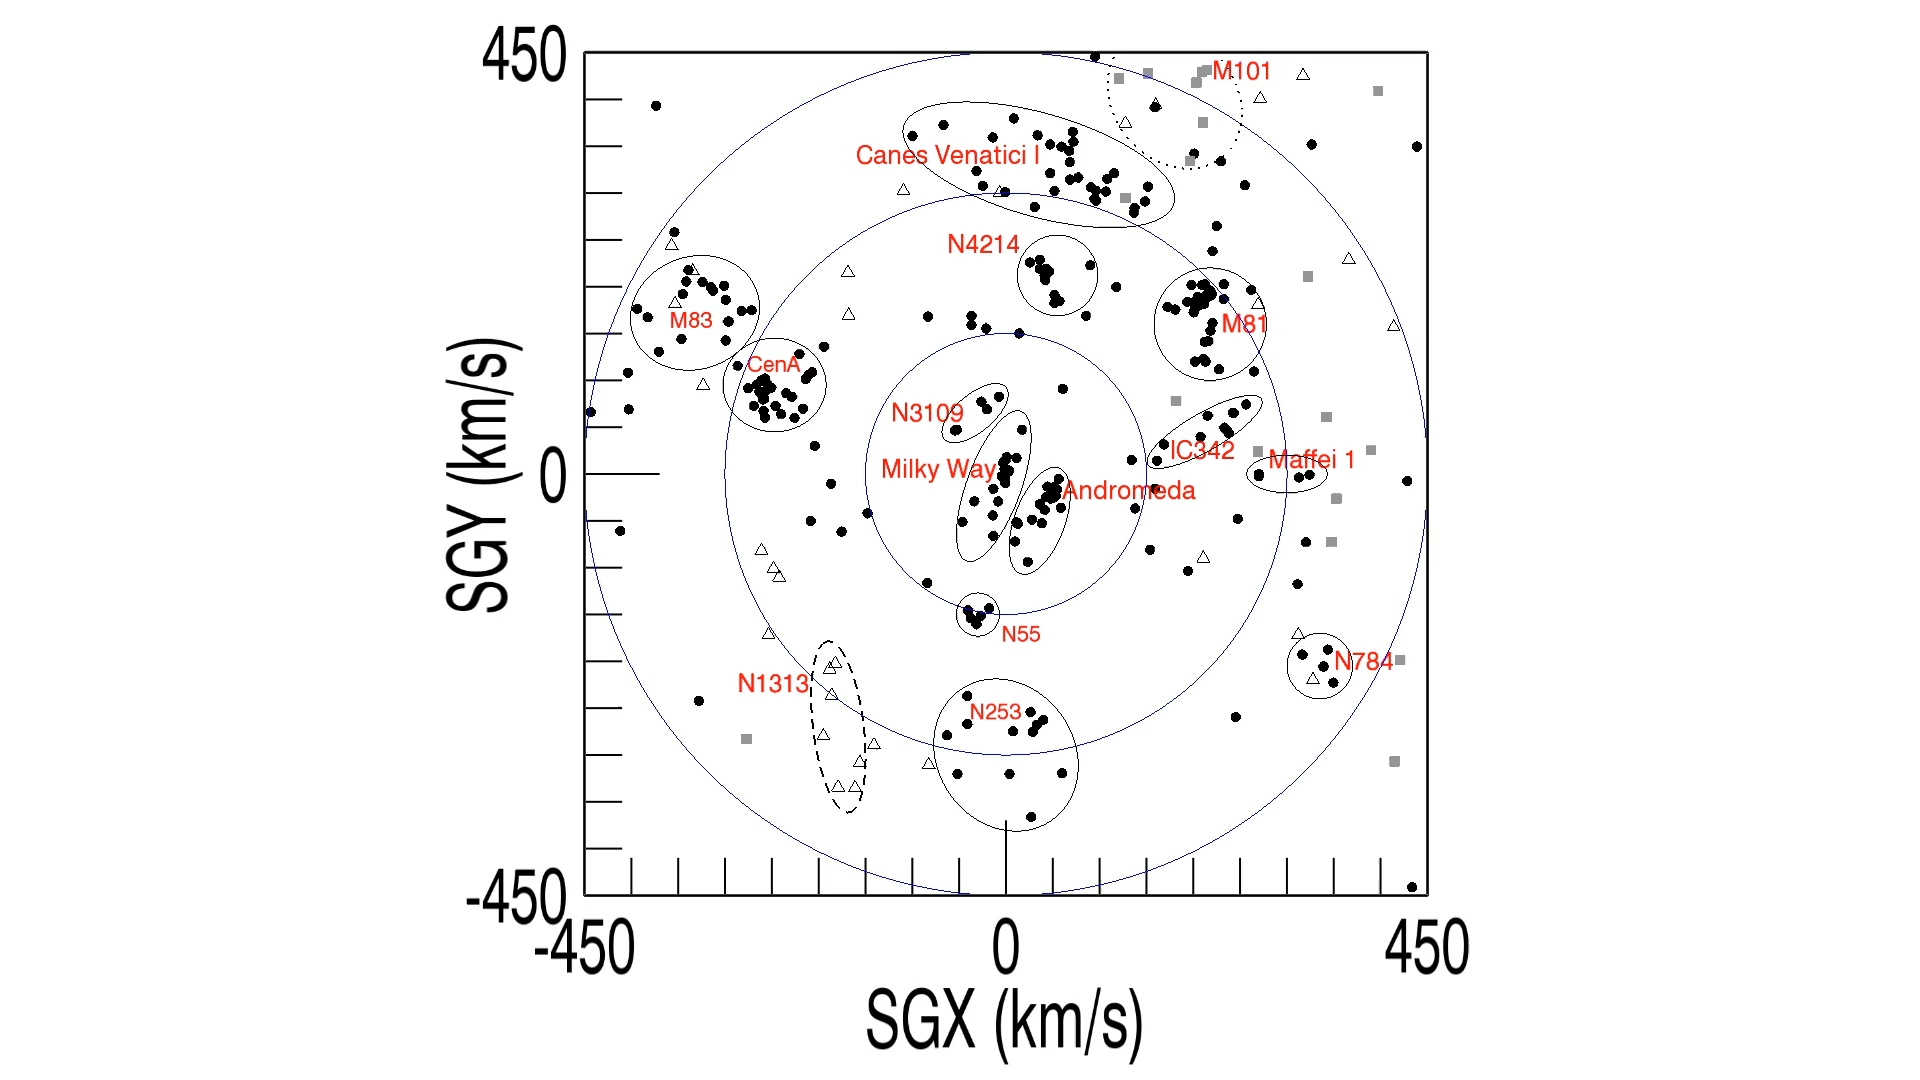 450
M101
Canes Venatici I
N4214
M83
M81
CenA
N3109
IC342
Maffei 1
Milky Way
0
Andromeda
SGY (km/s)
N55
N784
N1313
N253
-450
-450
0
450
SGX (km/s)